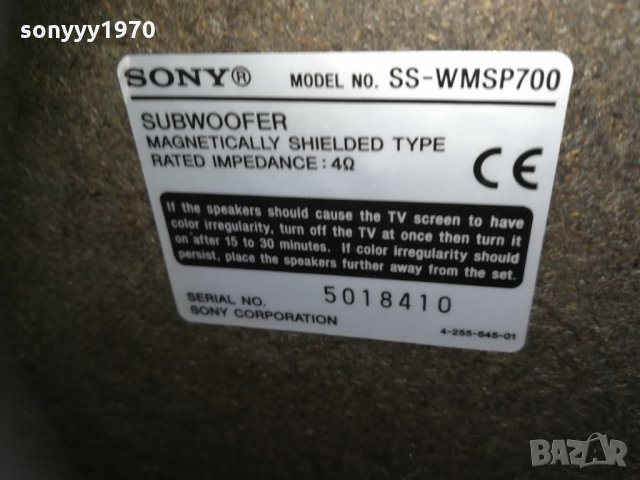 sonyyy1970
SONY® MODEL NO. SS-WMSP700
SUBWOOFER
MAGNETICALLY SHIELDED TYPE
RATED IMPEDANCE : 4Ω
CE
If the speakers should cause the TV screen to have
color irregularity, turn off the TV at once then turn it
on after 15 to 30 minutes. If color irregularity should
persist, place the speakers further away from the set.
SERIAL NO. 5018410
SONY CORPORATION
4-255-645-01
BAZAR